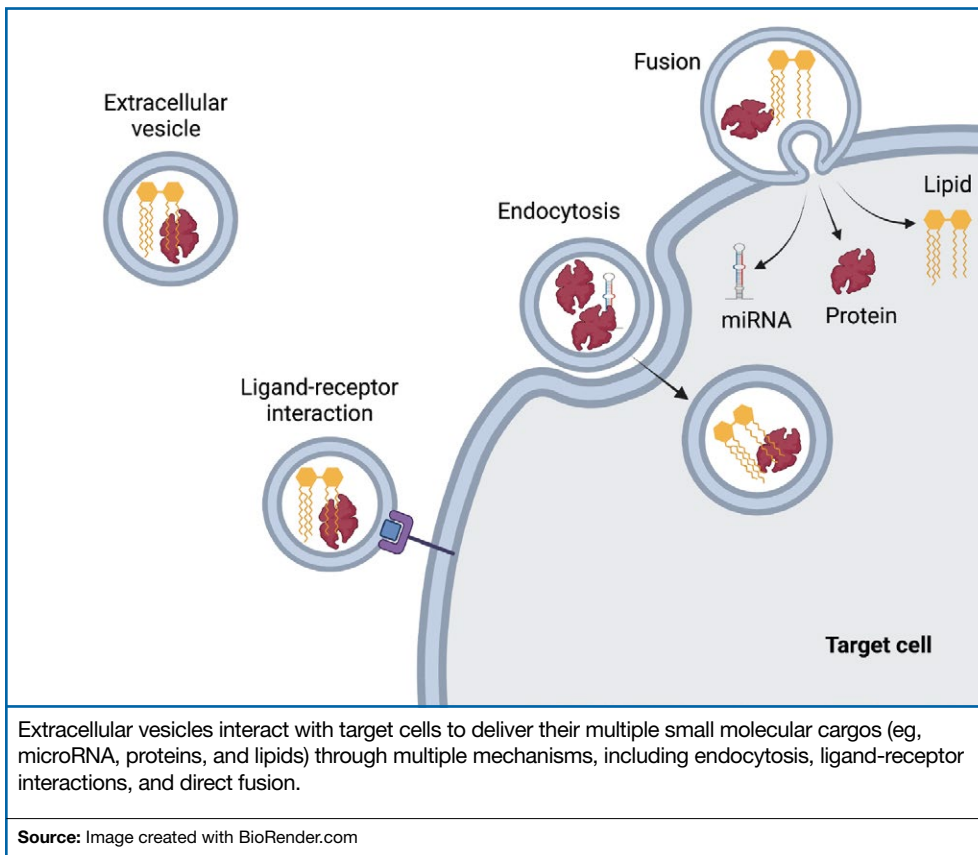 Fusion
Extracellular
vesicle
Lipid
Endocytosis
miRNA
Protein
Ligand-receptor
interaction
Target cell
Extracellular vesicles interact with target cells to deliver their multiple small molecular cargos (eg,
microRNA, proteins, and lipids) through multiple mechanisms, including endocytosis, ligand-receptor
interactions, and direct fusion.
Source: Image created with BioRender.com